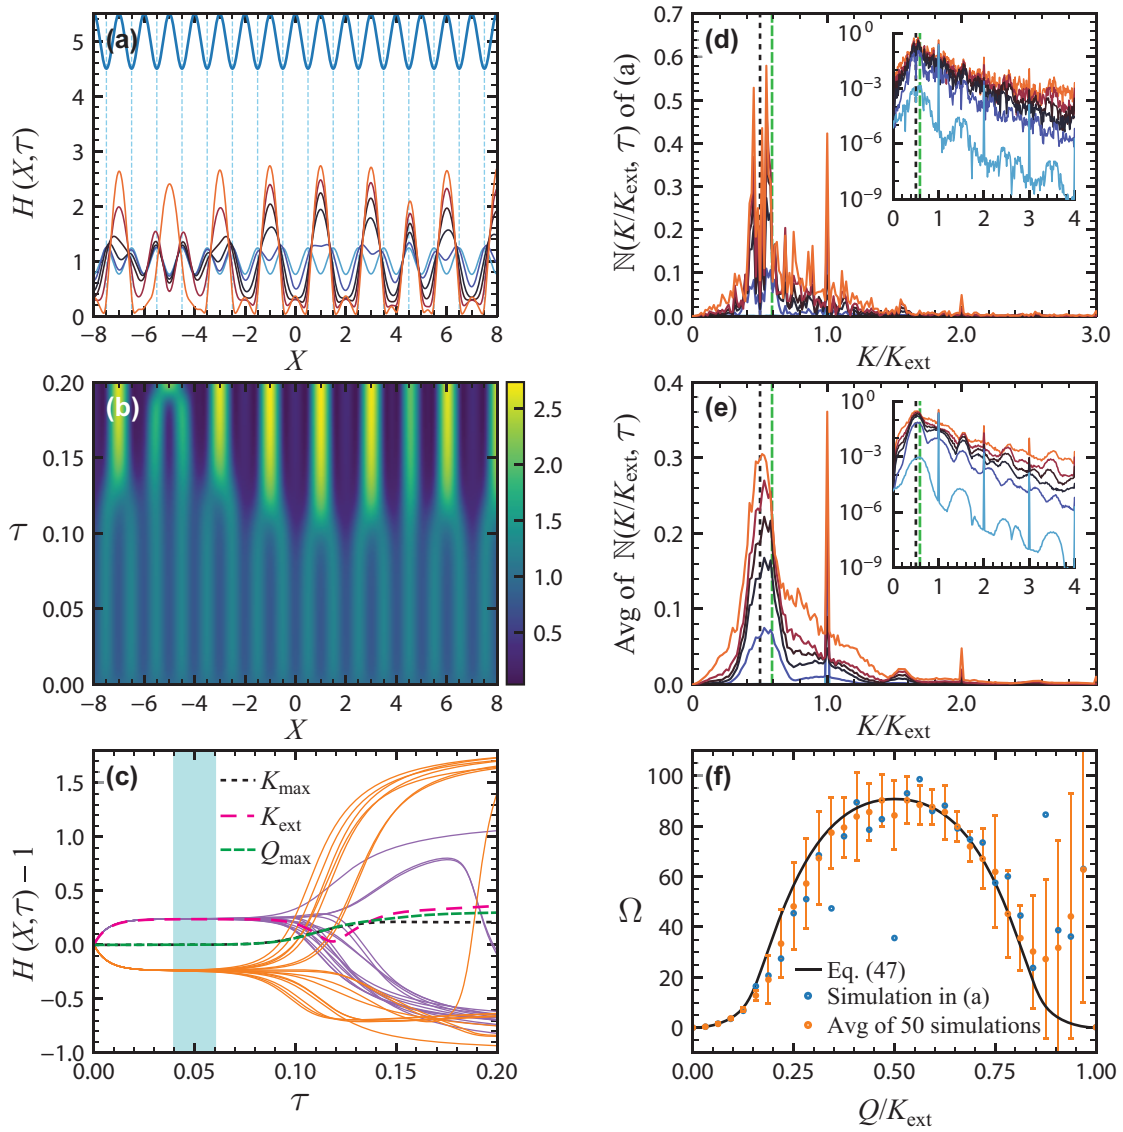 (a)
H (X,τ)
5
4
3
2
1
0
−8 −6 −4 −2 0 2 4 6 8
X
(b)
τ
0.20
0.15
0.10
0.05
0.00
−8 −6 −4 −2 0 2 4 6 8
X
2.5
2.0
1.5
1.0
0.5
(c)
H (X,τ) − 1
1.5
1.0
0.5
0.0
−0.5
−1.0
K_max
K_ext
Q_max
0.00 0.05 0.10 0.15 0.20
τ
(d)
ℕ(K/K_ext, τ) of (a)
0.7
0.6
0.5
0.4
0.3
0.2
0.1
0.0
0 1.0 2.0 3.0
K/K_ext
10^0
10^−3
10^−6
10^−9
0 1 2 3 4
(e)
Avg of ℕ(K/K_ext, τ)
0.4
0.3
0.2
0.1
0.0
0 1.0 2.0 3.0
K/K_ext
10^0
10^−3
10^−6
10^−9
0 1 2 3 4
(f)
Ω
100
80
60
40
20
0
Eq. (47)
Simulation in (a)
Avg of 50 simulations
0.00 0.25 0.50 0.75 1.00
Q/K_ext